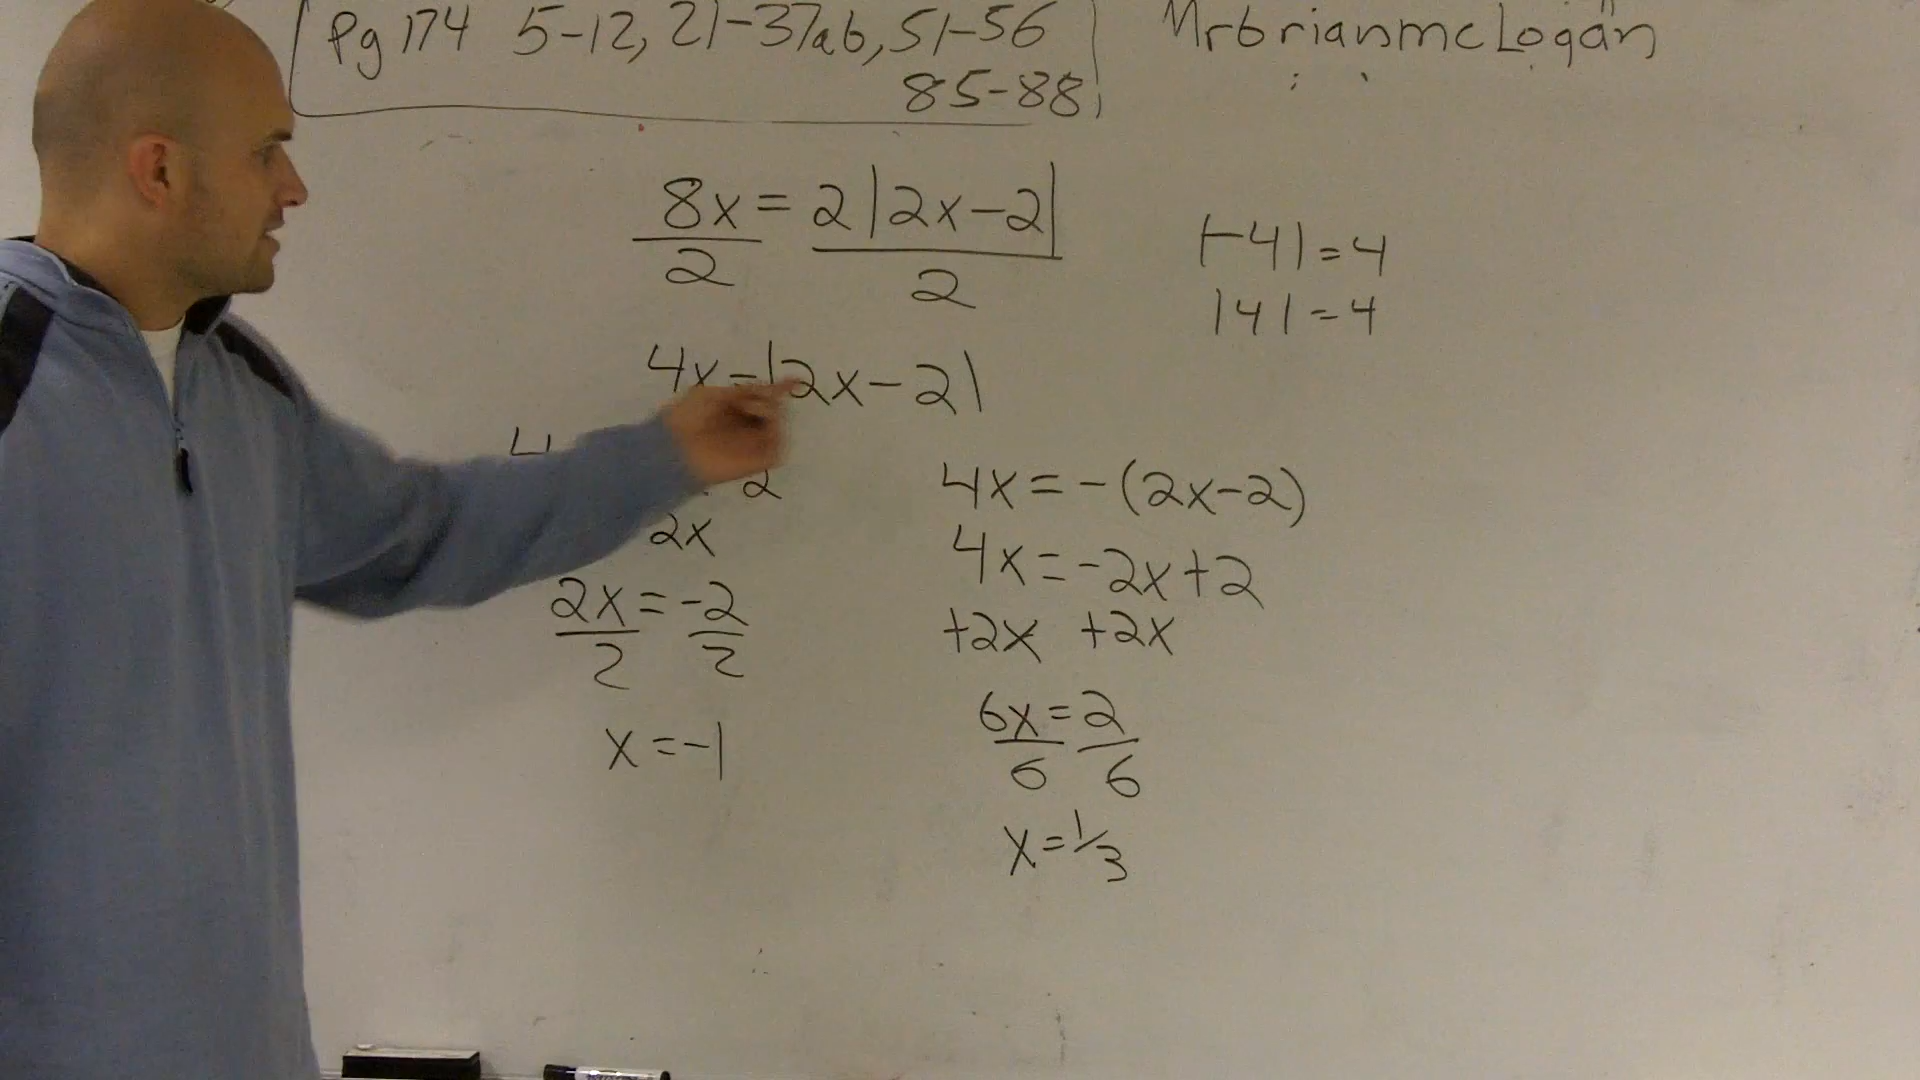 Pg 174 5-12, 21-37ab, 51-56
85-88
Mrbrianmclogan
8x = 2|2x-2|
2 2
|-4| = 4
|4| = 4
4x = |2x-2|
2
2x
2x = -2
2 2
x = -1
4x = -(2x-2)
4x = -2x+2
+2x +2x
6x = 2
6 6
x = 1/3